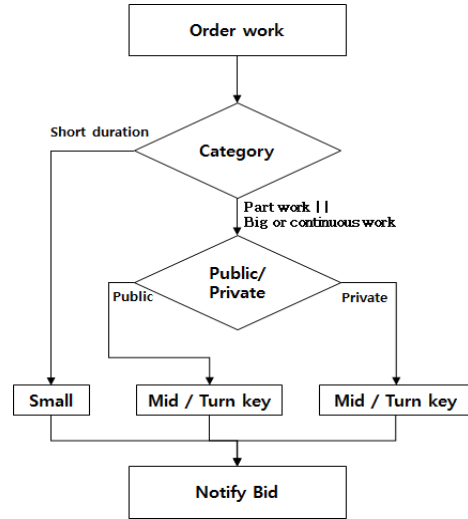 Order work
Short duration
Category
Part work ||
Big or continuous work
Public/
Private
Public
Private
Small
Mid / Turn key
Mid / Turn key
Notify Bid